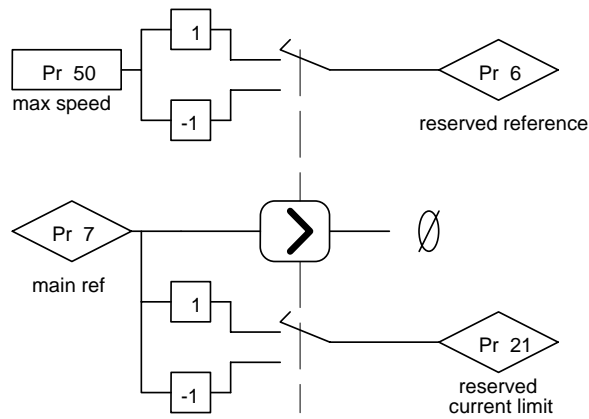 1
Pr 50
max speed
-1
Pr 6
reserved reference
Pr 7
main ref
>
Ø
1
-1
Pr 21
reserved
current limit